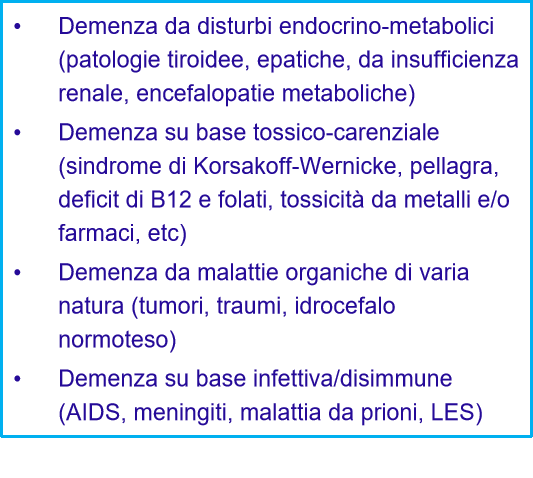 • Demenza da disturbi endocrino-metabolici
(patologie tiroidee, epatiche, da insufficienza
renale, encefalopatie metaboliche)
• Demenza su base tossico-carenziale
(sindrome di Korsakoff-Wernicke, pellagra,
deficit di B12 e folati, tossicità da metalli e/o
farmaci, etc)
• Demenza da malattie organiche di varia
natura (tumori, traumi, idrocefalo
normoteso)
• Demenza su base infettiva/disimmune
(AIDS, meningiti, malattia da prioni, LES)